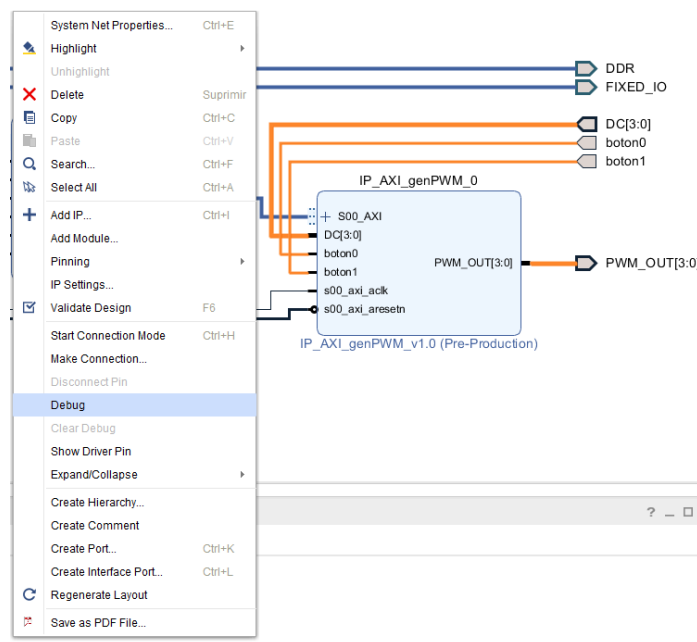 System Net Properties... Ctrl+E
Highlight
Unhighlight
Delete Suprimir
Copy Ctrl+C
Paste Ctrl+V
Search... Ctrl+F
Select All Ctrl+A
Add IP... Ctrl+I
Add Module...
Pinning
IP Settings...
Validate Design F6
Start Connection Mode Ctrl+H
Make Connection...
Disconnect Pin
Debug
Clear Debug
Show Driver Pin
Expand/Collapse
Create Hierarchy...
Create Comment
Create Port... Ctrl+K
Create Interface Port... Ctrl+L
Regenerate Layout
Save as PDF File...
DDR
FIXED_IO
DC[3:0]
boton0
boton1
IP_AXI_genPWM_0
S00_AXI
DC[3:0]
boton0
boton1
s00_axi_aclk
s00_axi_aresetn
PWM_OUT[3:0]
PWM_OUT[3:0
IP_AXI_genPWM_v1.0 (Pre-Production)
?